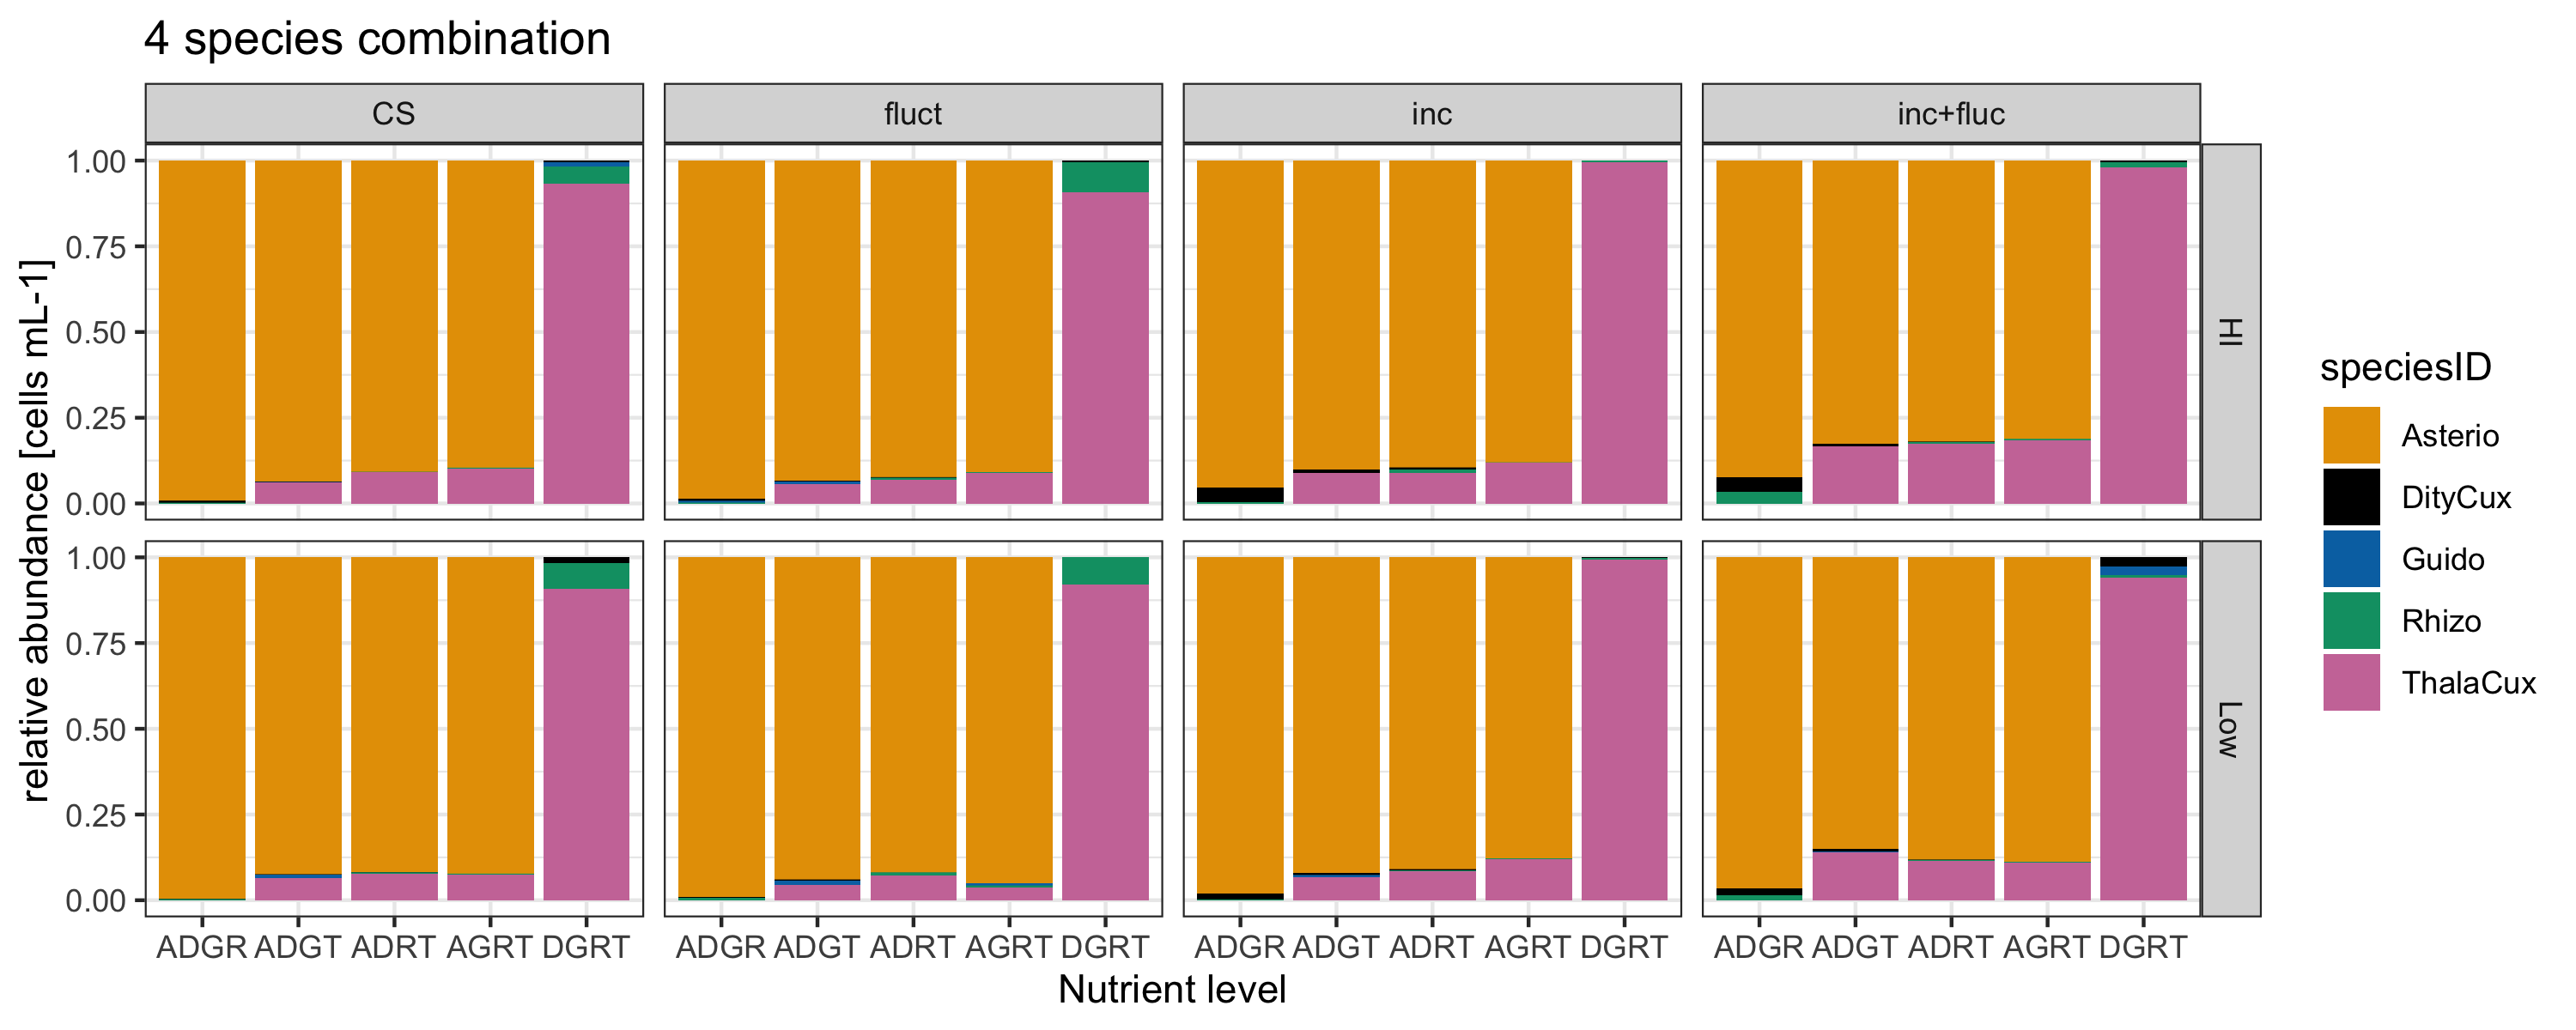 4 species combination
CS fluct inc inc+fluc
1.00
0.75
0.50
0.25
0.00
HI
1.00
0.75
0.50
0.25
0.00
Low
relative abundance [cells mL-1]
ADGR ADGT ADRT AGRT DGRT ADGR ADGT ADRT AGRT DGRT ADGR ADGT ADRT AGRT DGRT ADGR ADGT ADRT AGRT DGRT
Nutrient level
speciesID
Asterio
DityCux
Guido
Rhizo
ThalaCux